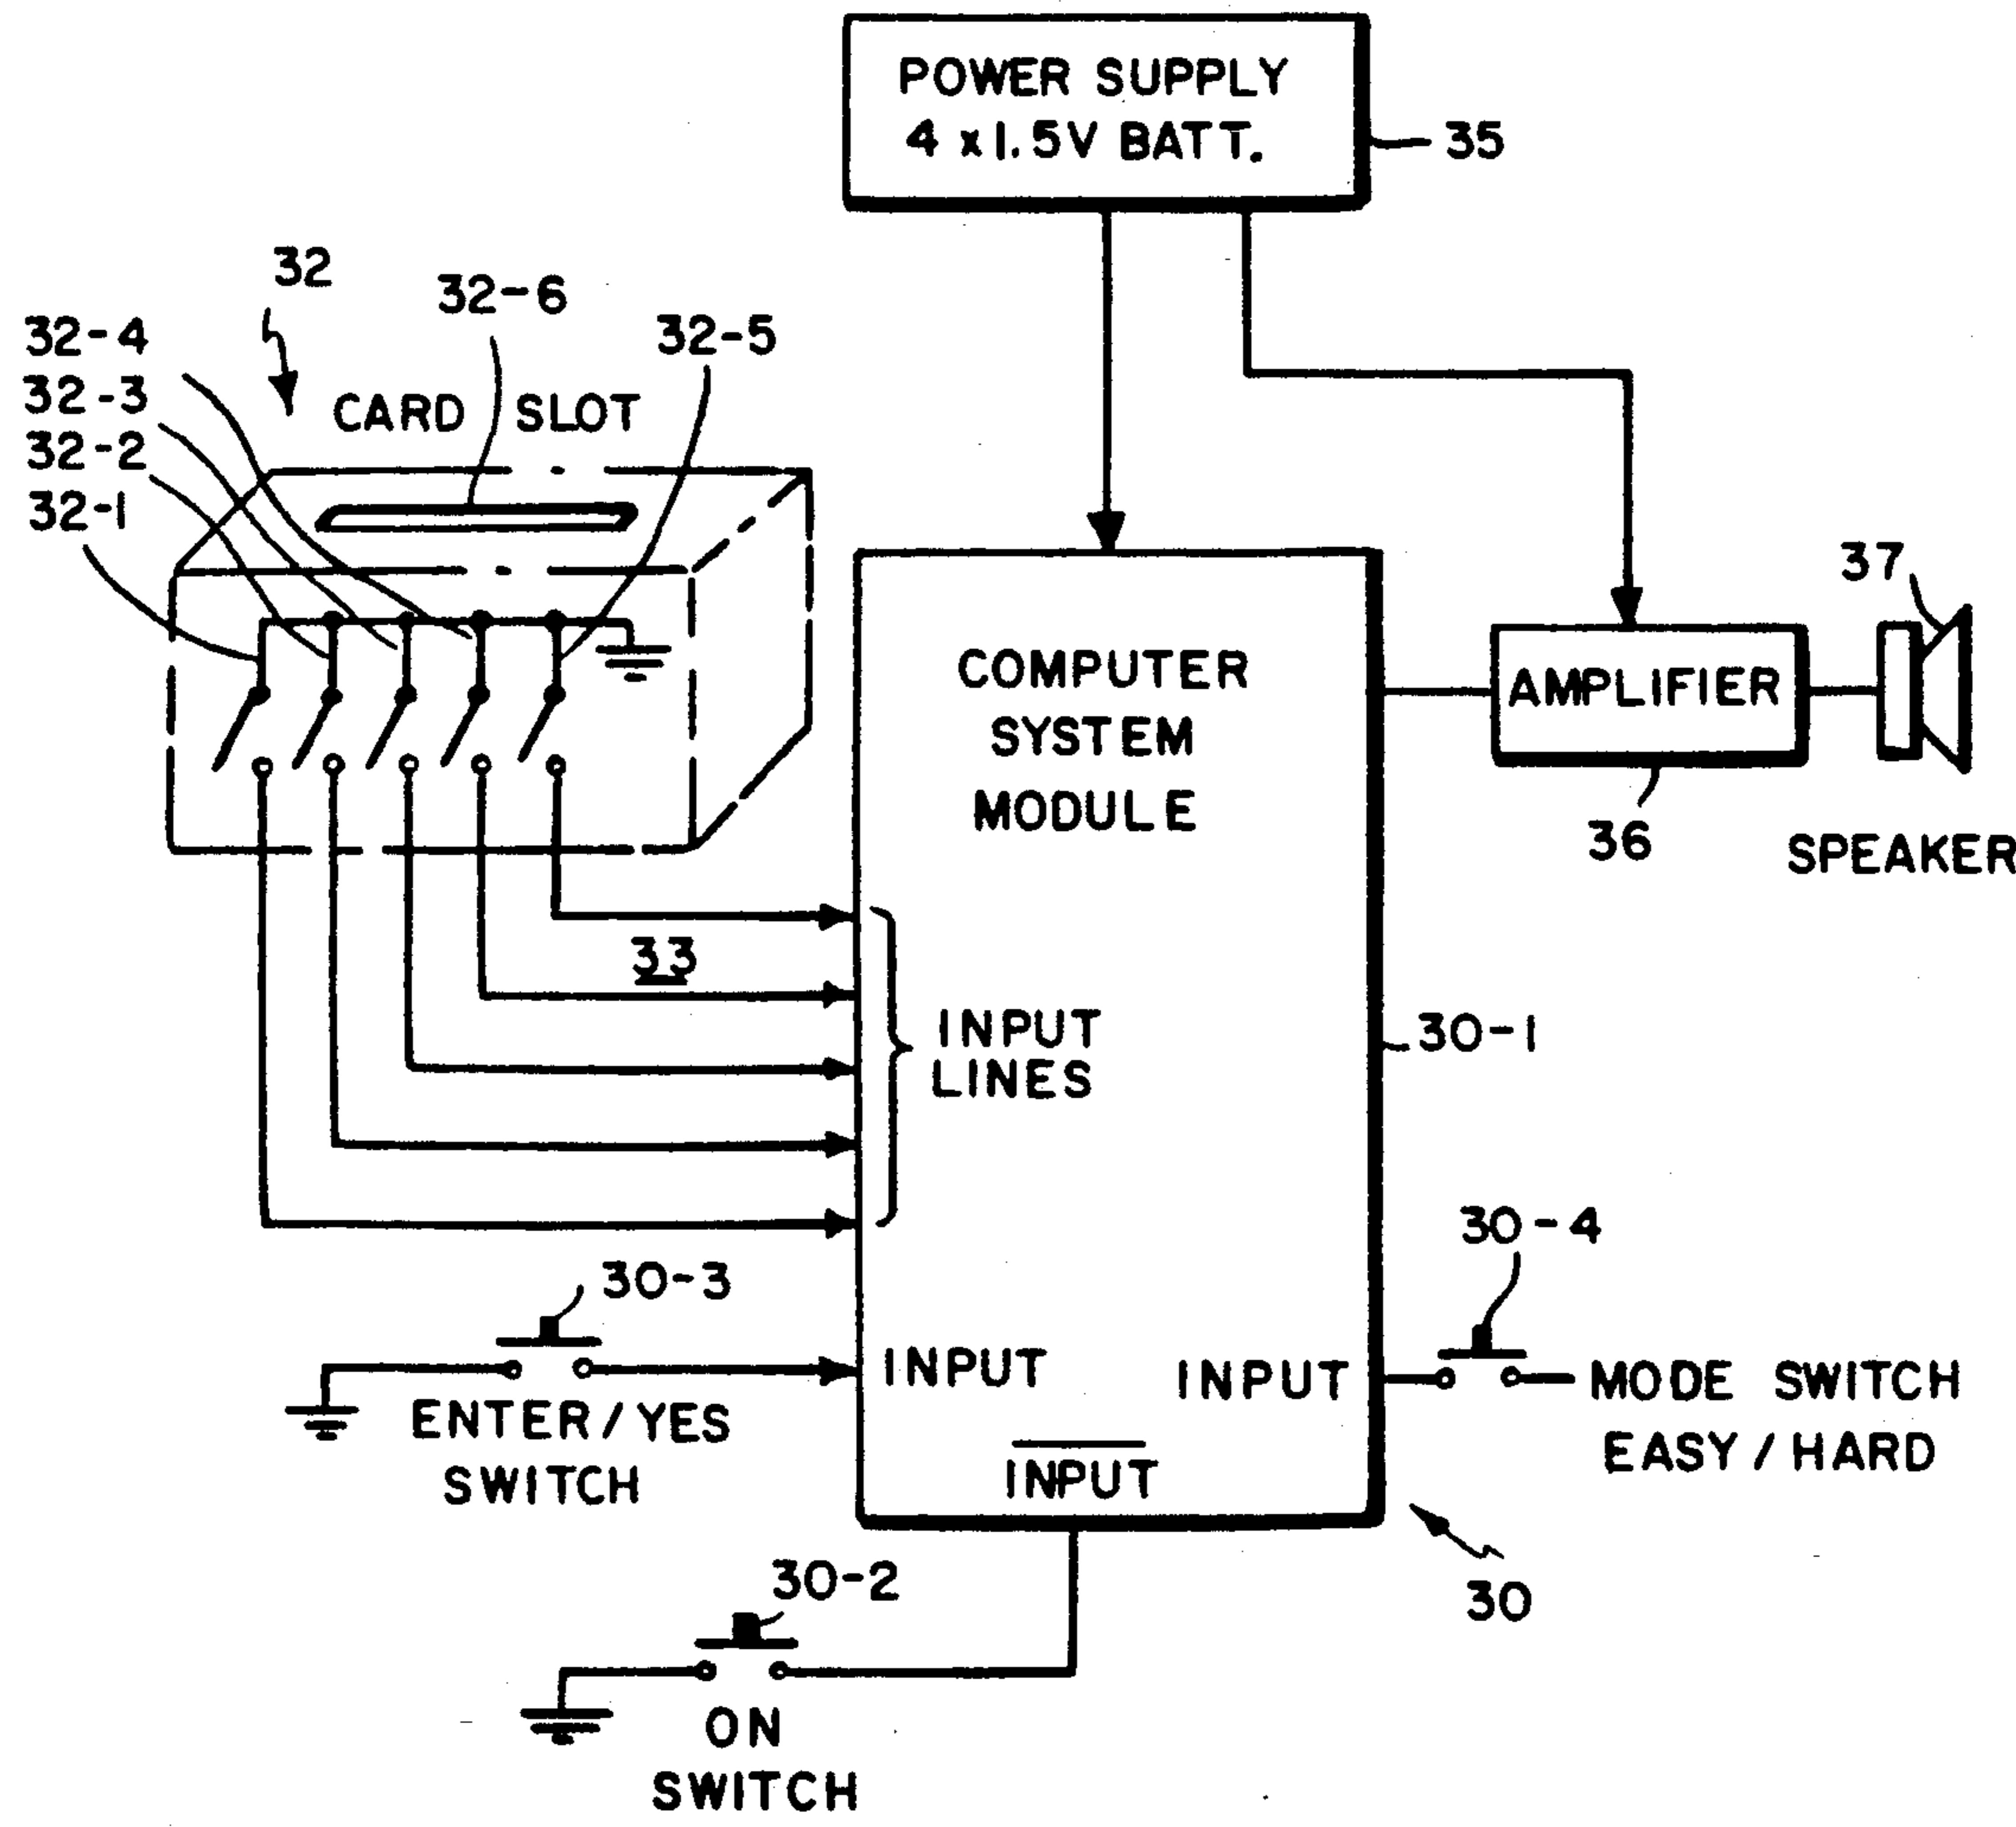 POWER SUPPLY
4 x1.5V BATT.
35
32
32-6
32-5
32-4
32-3
32-2
32-1
CARD SLOT
37
COMPUTER
SYSTEM
MODULE
AMPLIFIER
36
SPEAKER
33
INPUT
LINES
30-1
30-4
30-3
INPUT
INPUT
MODE SWITCH
EASY / HARD
ENTER/YES
SWITCH
INPUT
30-2
30
ON
SWITCH